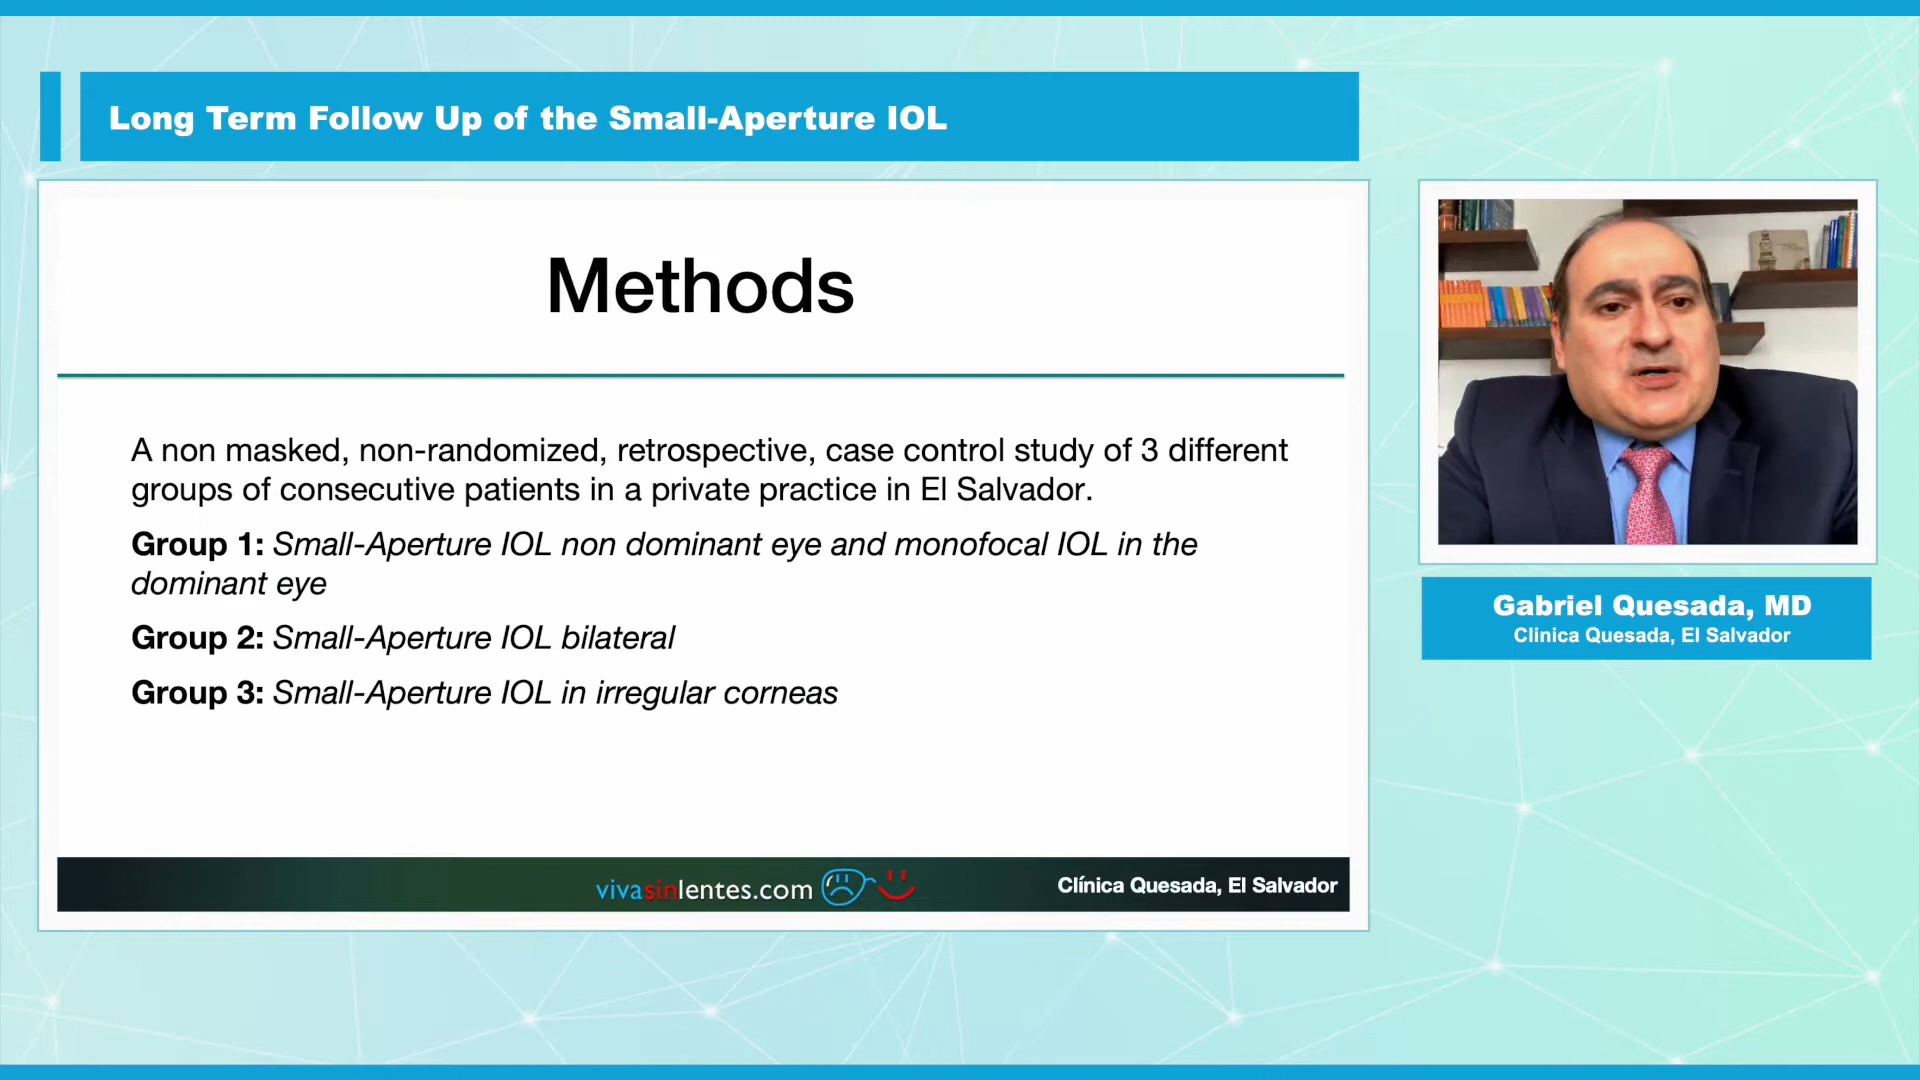 Long Term Follow Up of the Small-Aperture IOL
Methods
A non masked, non-randomized, retrospective, case control study of 3 different
groups of consecutive patients in a private practice in El Salvador.
Group 1: Small-Aperture IOL non dominant eye and monofocal IOL in the
dominant eye
Group 2: Small-Aperture IOL bilateral
Group 3: Small-Aperture IOL in irregular corneas
vivasinlentes.com
Clínica Quesada, El Salvador
Gabriel Quesada, MD
Clinica Quesada, El Salvador